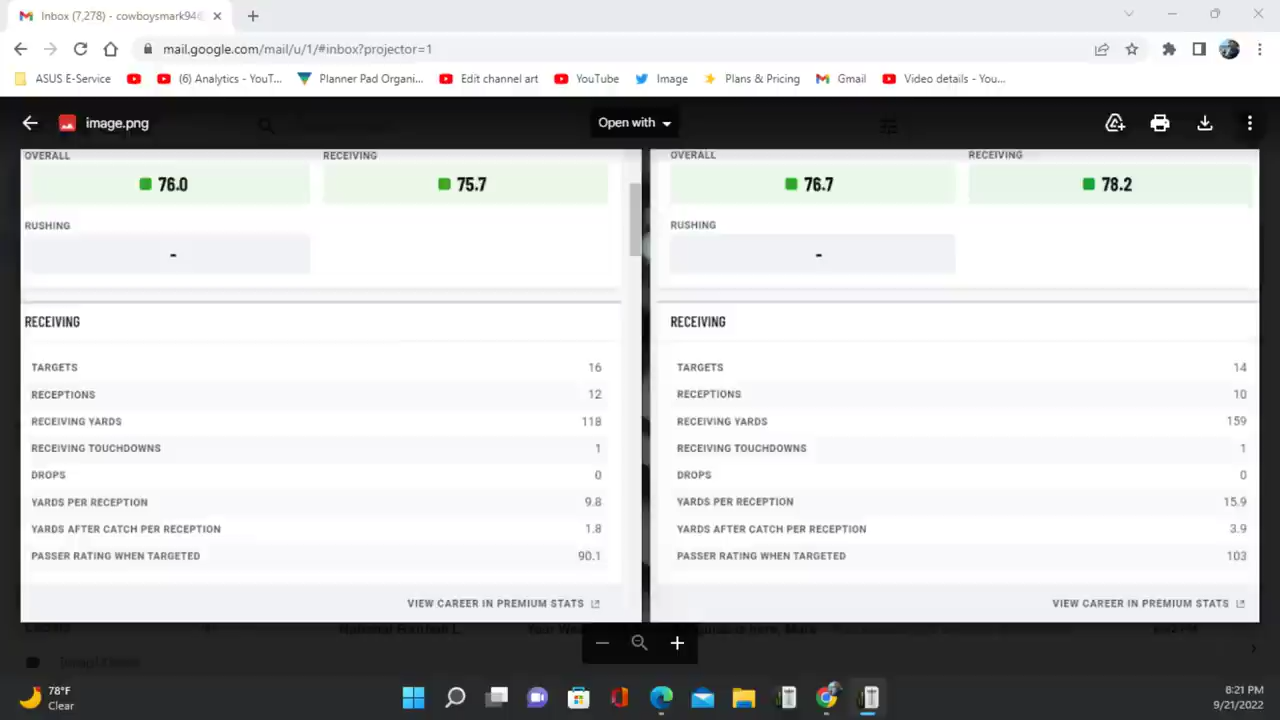 Inbox (7,278) - cowboysmark946
mail.google.com/mail/u/1/#inbox?projector=1
ASUS E-Service (6) Analytics - YouT... Planner Pad Organi... Edit channel art YouTube Image Plans & Pricing Gmail Video details - You...
image.png Open with
OVERALL RECEIVING
76.0 75.7
RUSHING
-
RECEIVING
TARGETS 16
RECEPTIONS 12
RECEIVING YARDS 118
RECEIVING TOUCHDOWNS 1
DROPS 0
YARDS PER RECEPTION 9.8
YARDS AFTER CATCH PER RECEPTION 1.8
PASSER RATING WHEN TARGETED 90.1
VIEW CAREER IN PREMIUM STATS
OVERALL RECEIVING
76.7 78.2
RUSHING
-
RECEIVING
TARGETS 14
RECEPTIONS 10
RECEIVING YARDS 159
RECEIVING TOUCHDOWNS 1
DROPS 0
YARDS PER RECEPTION 15.9
YARDS AFTER CATCH PER RECEPTION 3.9
PASSER RATING WHEN TARGETED 103
VIEW CAREER IN PREMIUM STATS
National Football L.
78°F
Clear
8:21 PM
9/21/2022